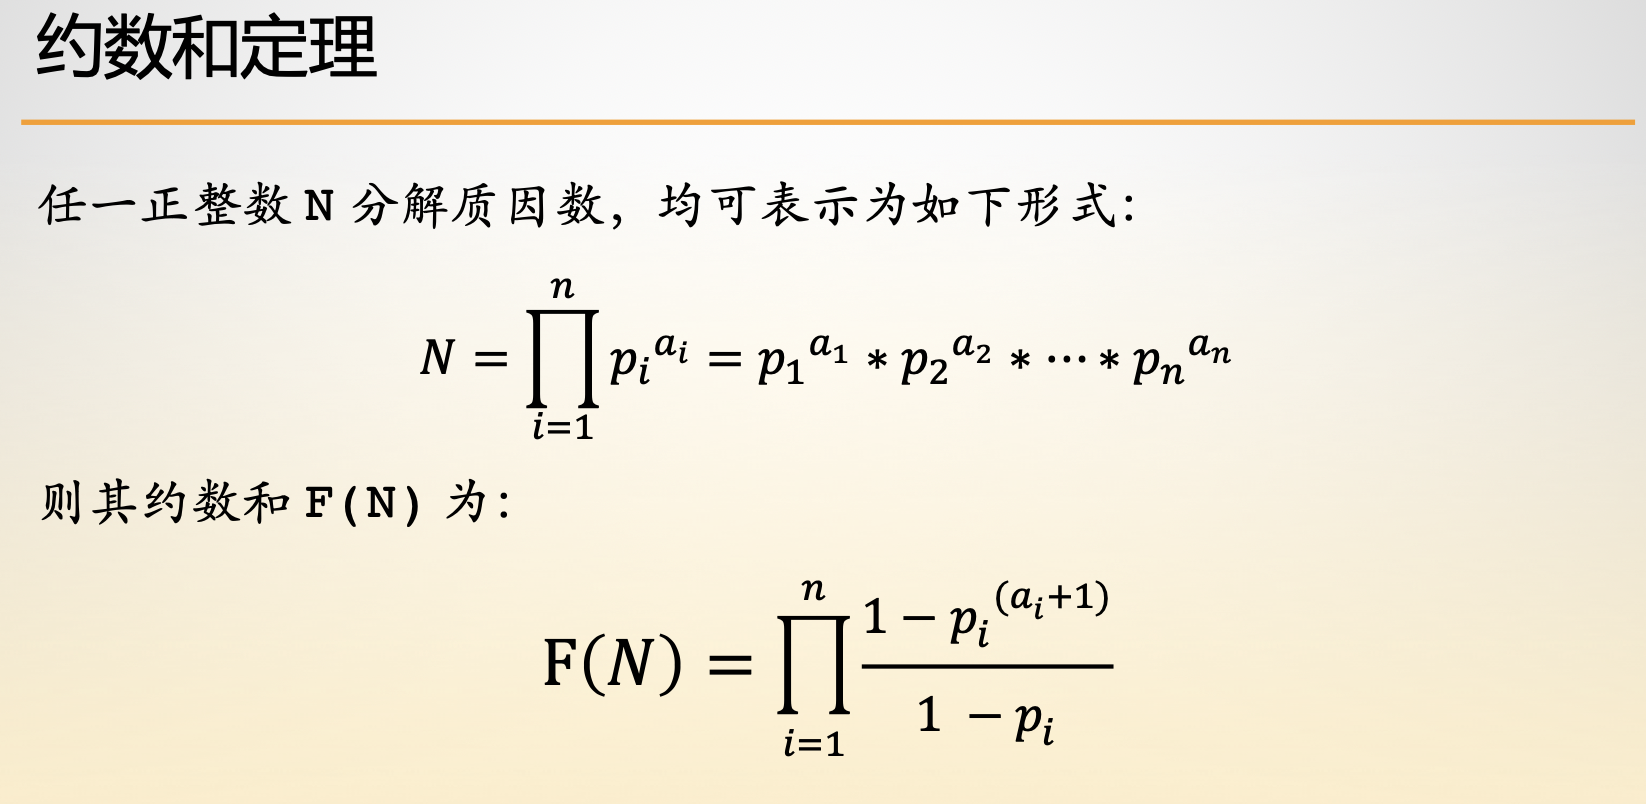 约数和定理
任一正整数 N 分解质因数，均可表示为如下形式：
$N = \prod_{i=1}^{n} {p_i}^{a_i} = {p_1}^{a_1} * {p_2}^{a_2} * \cdots * {p_n}^{a_n}$
则其约数和 F(N) 为：
$F(N) = \prod_{i=1}^{n} \frac{1 - {p_i}^{(a_i+1)}}{1 - p_i}$